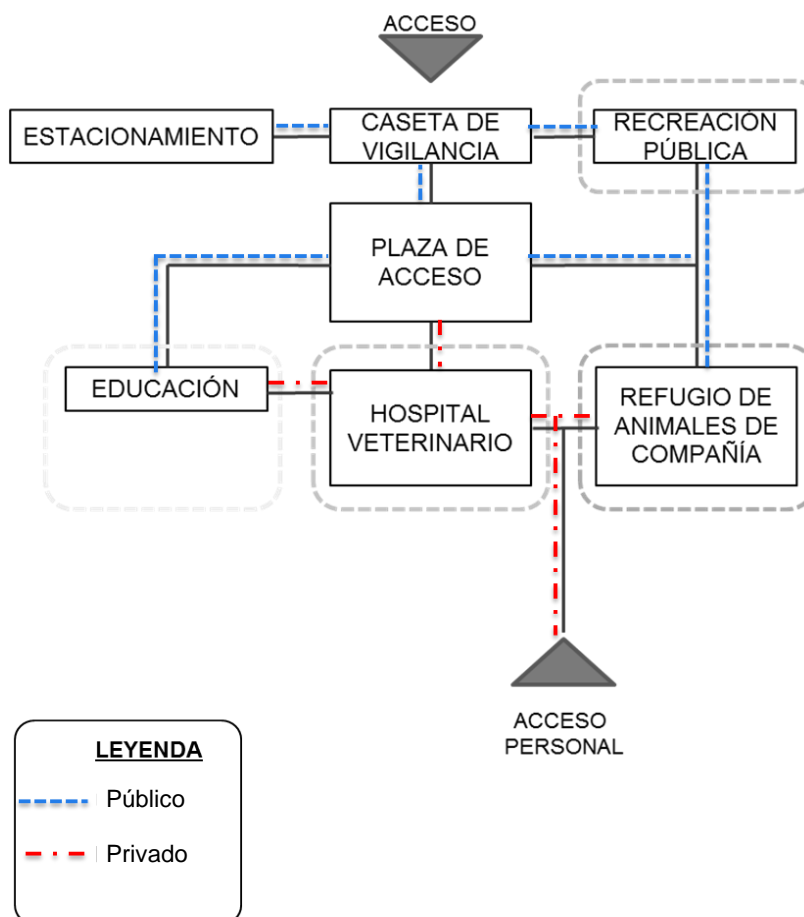 ACCESO
ESTACIONAMIENTO
CASETA DE
VIGILANCIA
RECREACIÓN
PÚBLICA
PLAZA DE
ACCESO
EDUCACIÓN
HOSPITAL
VETERINARIO
REFUGIO DE
ANIMALES DE
COMPAÑÍA
ACCESO
PERSONAL
LEYENDA
Público
Privado